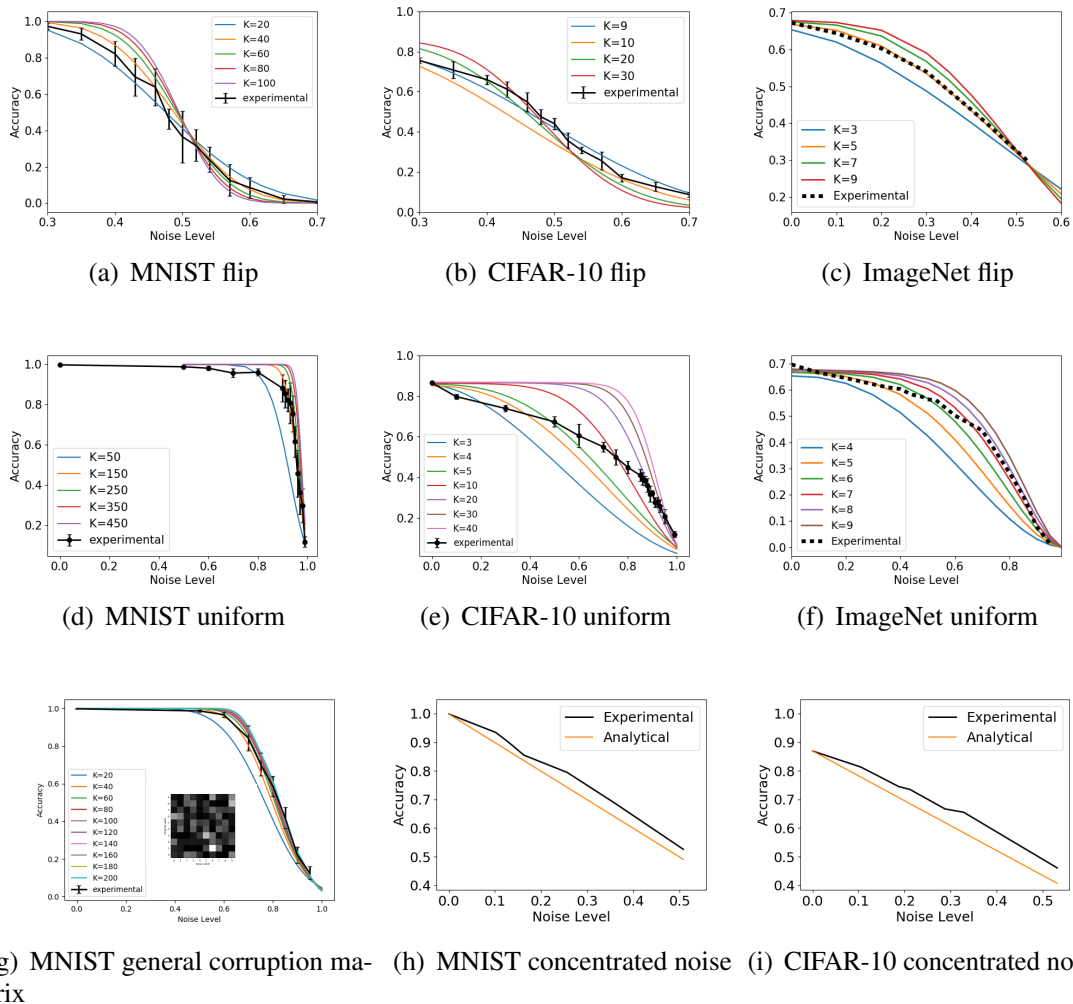 1.0
0.8
0.6
0.4
0.2
0.0
Accuracy
0.3 0.4 0.5 0.6 0.7
Noise Level
K=20
K=40
K=60
K=80
K=100
experimental
(a) MNIST flip
1.0
0.8
0.6
0.4
0.2
0.0
Accuracy
0.3 0.4 0.5 0.6 0.7
Noise Level
K=9
K=10
K=20
K=30
experimental
(b) CIFAR-10 flip
0.7
0.6
0.5
0.4
0.3
0.2
Accuracy
0.0 0.1 0.2 0.3 0.4 0.5 0.6
Noise Level
K=3
K=5
K=7
K=9
Experimental
(c) ImageNet flip
1.0
0.8
0.6
0.4
0.2
Accuracy
0.0 0.2 0.4 0.6 0.8 1.0
Noise Level
K=50
K=150
K=250
K=350
K=450
experimental
(d) MNIST uniform
1.0
0.8
0.6
0.4
0.2
Accuracy
0.0 0.2 0.4 0.6 0.8 1.0
Noise Level
K=3
K=4
K=5
K=10
K=20
K=30
K=40
experimental
(e) CIFAR-10 uniform
0.7
0.6
0.5
0.4
0.3
0.2
0.1
0.0
Accuracy
0.0 0.2 0.4 0.6 0.8
Noise Level
K=4
K=5
K=6
K=7
K=8
K=9
Experimental
(f) ImageNet uniform
1.0
0.8
0.6
0.4
0.2
0.0
Accuracy
0.0 0.2 0.4 0.6 0.8 1.0
Noise Level
K=20
K=40
K=60
K=80
K=100
K=120
K=140
K=160
K=180
K=200
experimental
g) MNIST general corruption ma-
rix
1.0
0.9
0.8
0.7
0.6
0.5
0.4
Accuracy
0.0 0.1 0.2 0.3 0.4 0.5
Noise Level
Experimental
Analytical
(h) MNIST concentrated noise
1.0
0.9
0.8
0.7
0.6
0.5
0.4
Accuracy
0.0 0.1 0.2 0.3 0.4 0.5
Noise Level
Experimental
Analytical
(i) CIFAR-10 concentrated no